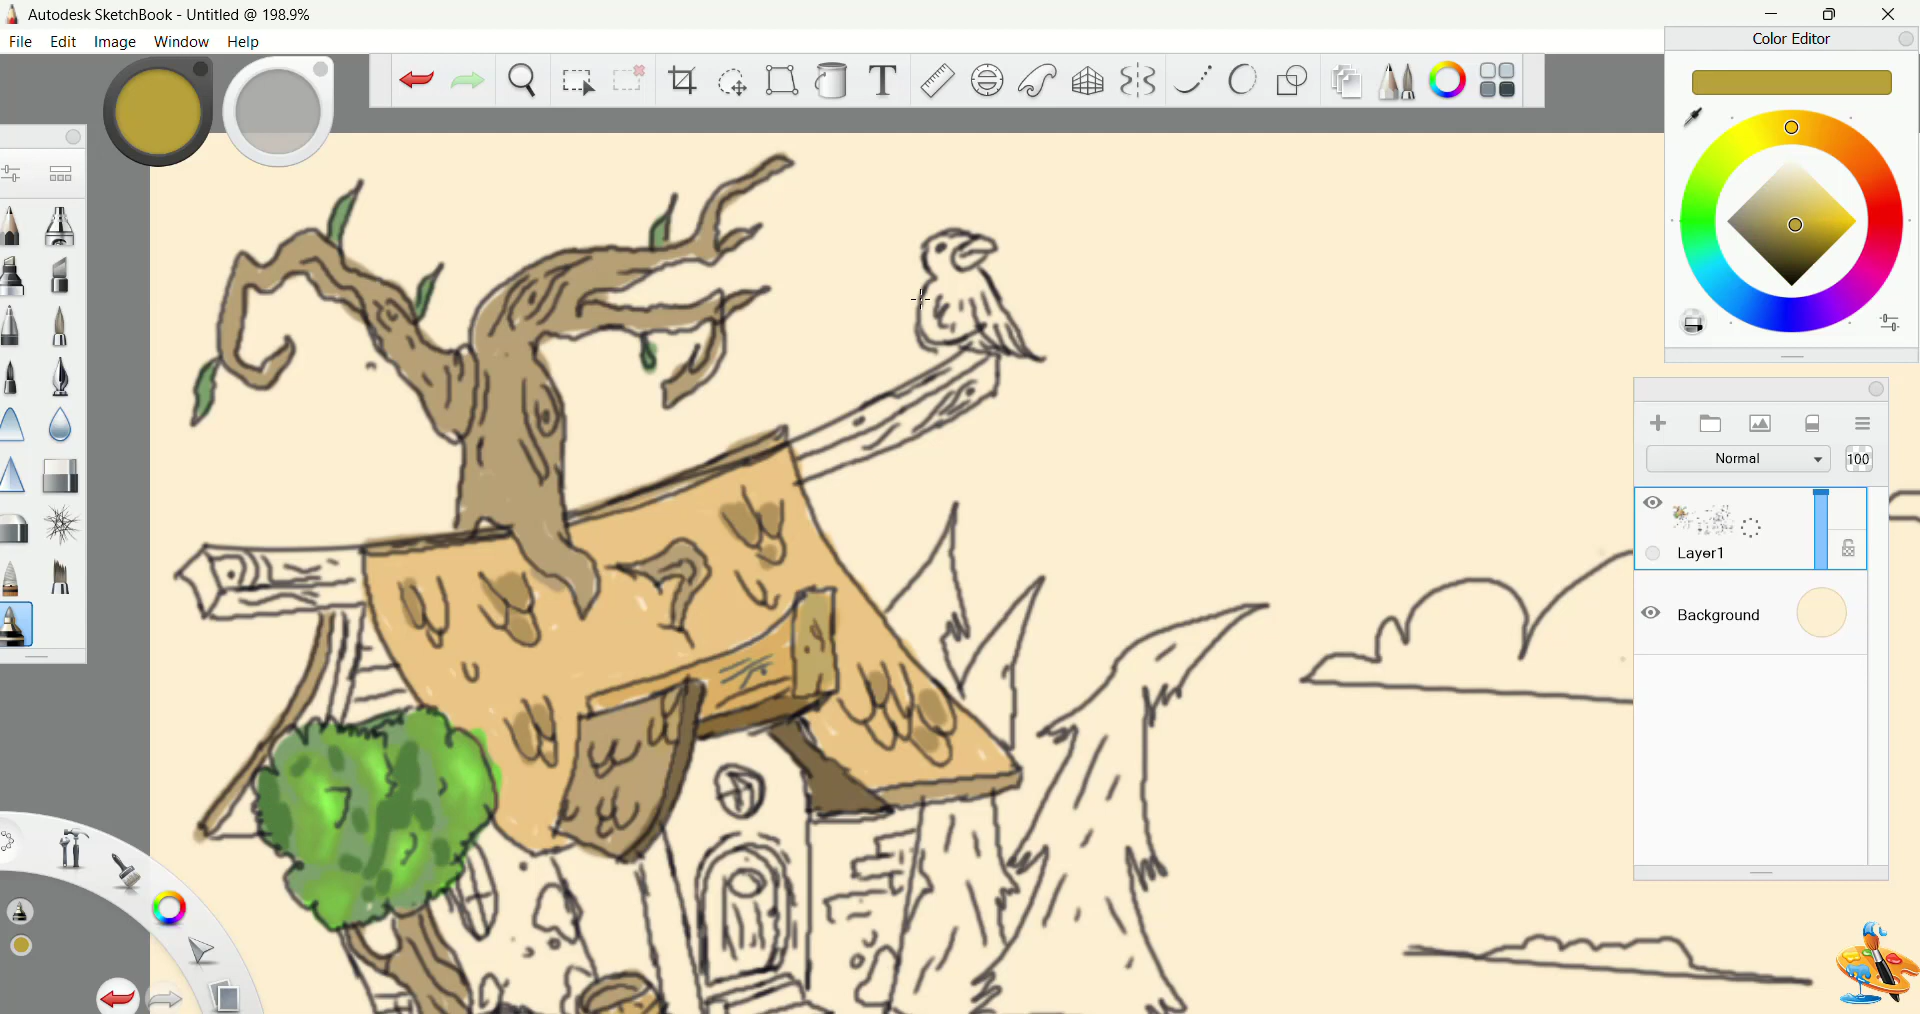 Autodesk SketchBook - Untitled @ 198.9%
File Edit Image Window Help
Color Editor
T
Normal 100
Layer1
Background